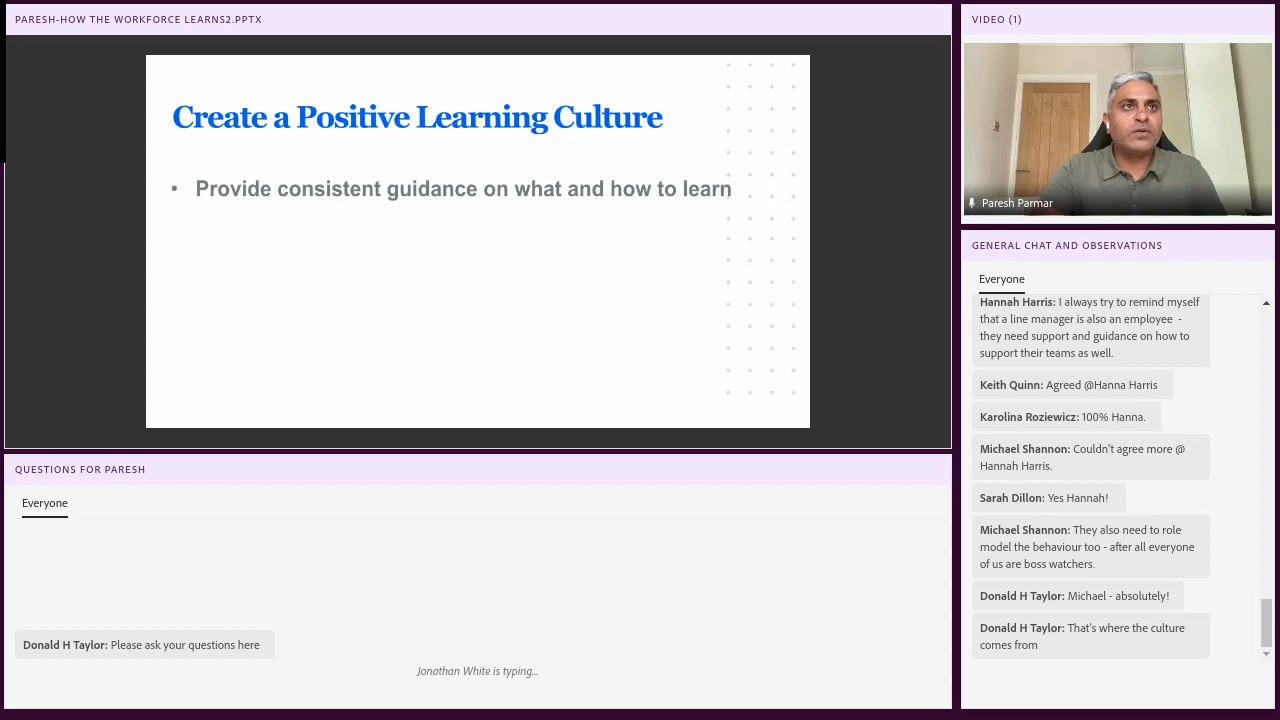 PARESH-HOW THE WORKFORCE LEARNS2.PPTX
Create a Positive Learning Culture
• Provide consistent guidance on what and how to learn
QUESTIONS FOR PARESH
Everyone
Donald H Taylor: Please ask your questions here
Jonathan White is typing...
VIDEO (1)
Paresh Parmar
GENERAL CHAT AND OBSERVATIONS
Everyone
Hannah Harris: I always try to remind myself
that a line manager is also an employee -
they need support and guidance on how to
support their teams as well.
Keith Quinn: Agreed @Hanna Harris
Karolina Roziewicz: 100% Hanna.
Michael Shannon: Couldn't agree more @
Hannah Harris.
Sarah Dillon: Yes Hannah!
Michael Shannon: They also need to role
model the behaviour too - after all everyone
of us are boss watchers.
Donald H Taylor: Michael - absolutely!
Donald H Taylor: That's where the culture
comes from